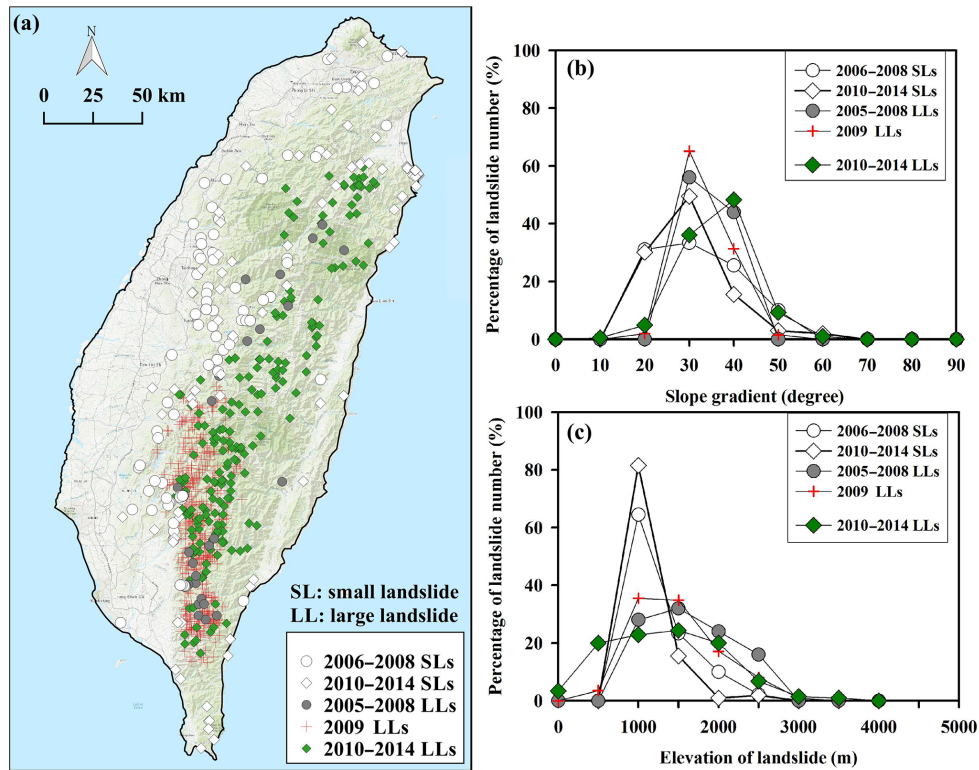 (a)
N
0 25 50 km
SL: small landslide
LL: large landslide
2006–2008 SLs
2010–2014 SLs
2005–2008 LLs
2009 LLs
2010–2014 LLs
(b)
Percentage of landslide number (%)
100
80
60
40
20
0
0 10 20 30 40 50 60 70 80 90
Slope gradient (degree)
2006–2008 SLs
2010–2014 SLs
2005–2008 LLs
2009 LLs
2010–2014 LLs
(c)
Percentage of landslide number (%)
100
80
60
40
20
0
0 1000 2000 3000 4000 5000
Elevation of landslide (m)
2006–2008 SLs
2010–2014 SLs
2005–2008 LLs
2009 LLs
2010–2014 LLs